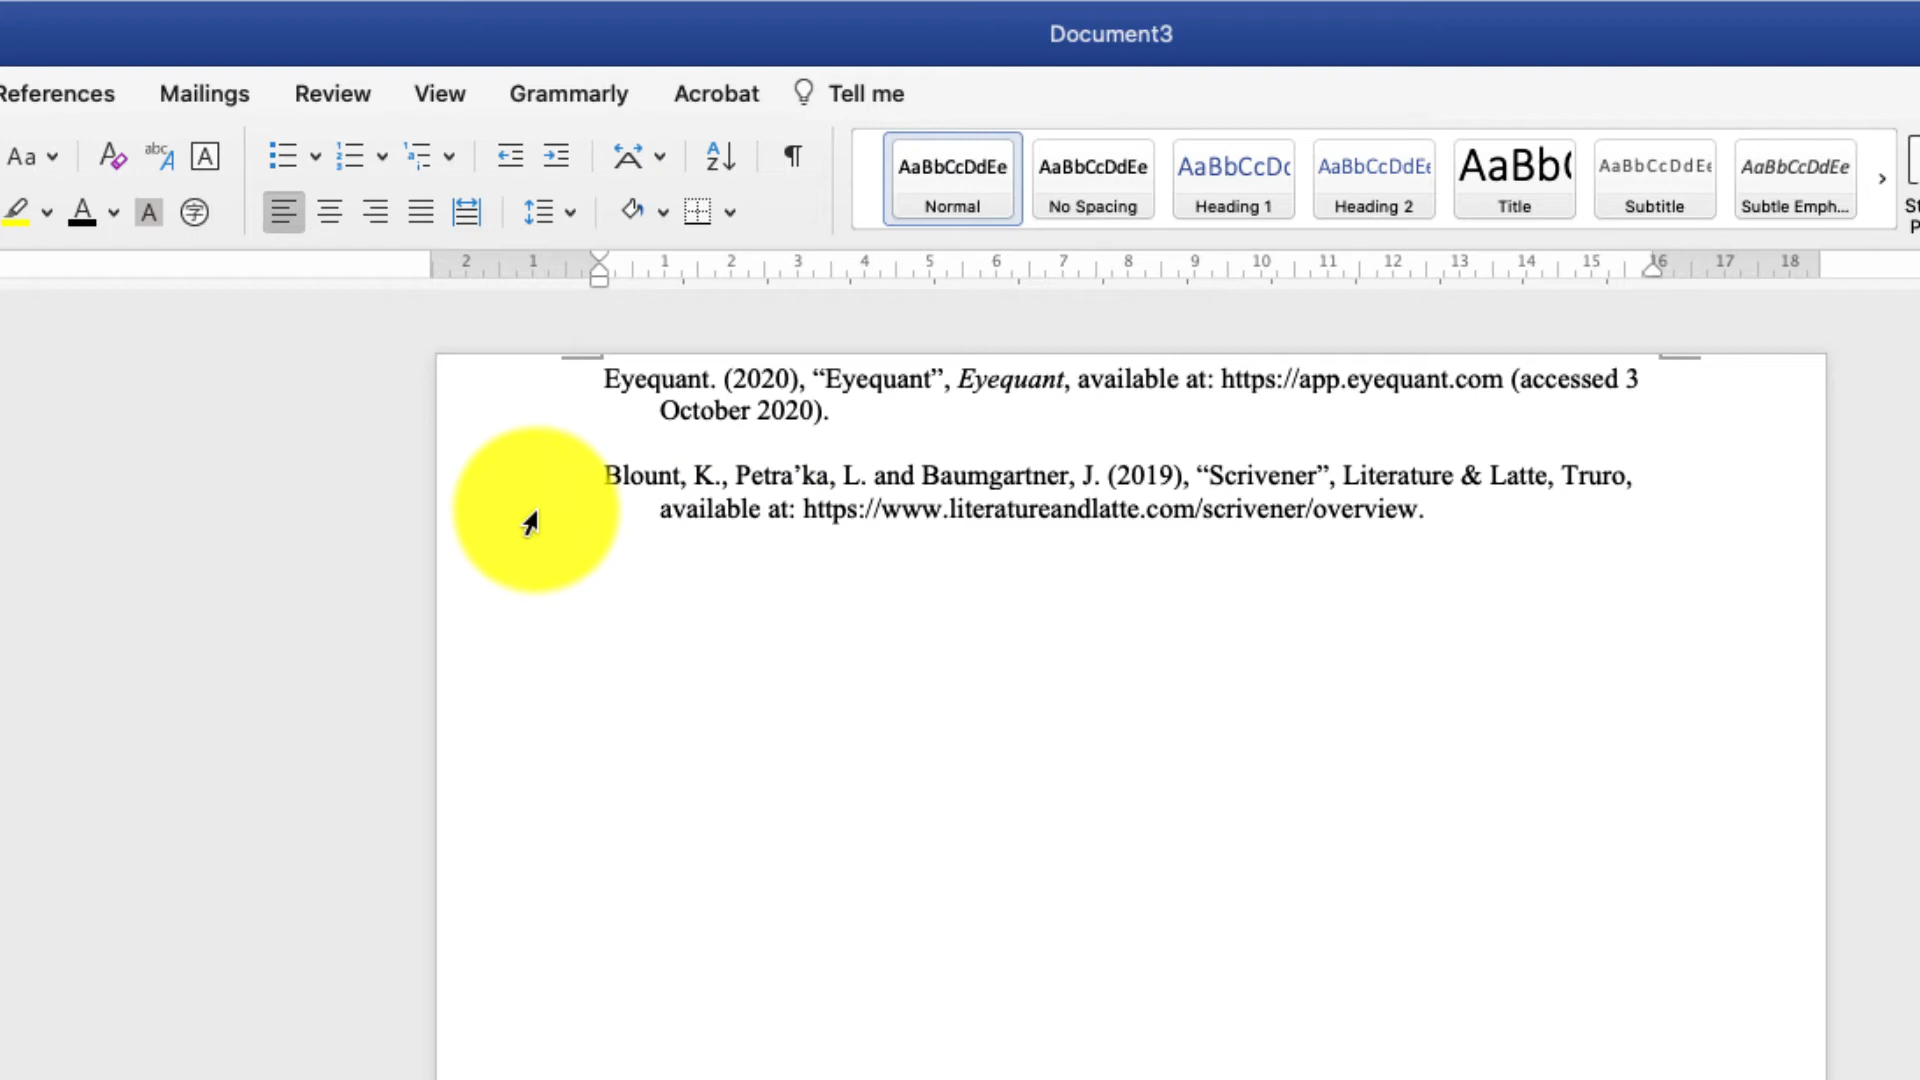 Document3
References Mailings Review View Grammarly Acrobat Tell me
Aa abc A A A Z
AaBbCcDdEe AaBbCcDdEe AaBbCcDc AaBbCcDdEe AaBb( AaBbCcDdEe AaBbCcDdEe
Normal No Spacing Heading 1 Heading 2 Title Subtitle Subtle Emph...
A A 字
2 1 1 2 3 4 5 6 7 8 9 10 11 12 13 14 15 16 17 18
Eyequant. (2020), “Eyequant”, Eyequant, available at: https://app.eyequant.com (accessed 3
October 2020).
Blount, K., Petra’ka, L. and Baumgartner, J. (2019), “Scrivener”, Literature & Latte, Truro,
available at: https://www.literatureandlatte.com/scrivener/overview.